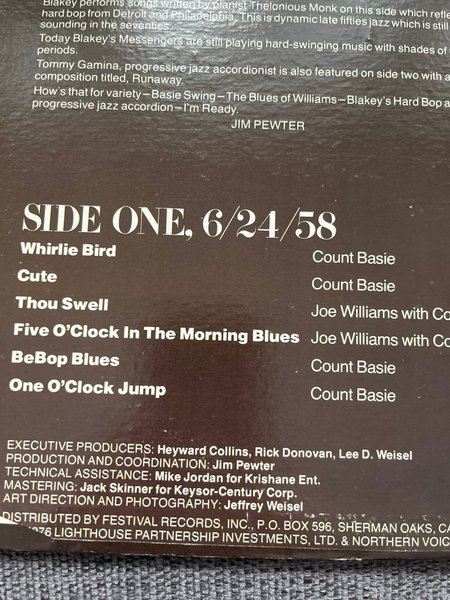 Blakey performs songs written by pianist Thelonious Monk on this side which refle
hard bop from Detroit and Philadelphia. This is dynamic late fifties jazz which is still
sounding in the seventies.
Today Blakey's Messengers are still playing hard-swinging music with shades of
periods.
Tommy Gamina, progressive jazz accordionist is also featured on side two with a
composition titled, Runaway.
How's that for variety—Basie Swing—The Blues of Williams—Blakey's Hard Bop a
progressive jazz accordion—I'm Ready.
JIM PEWTER
SIDE ONE, 6/24/58
Whirlie Bird Count Basie
Cute Count Basie
Thou Swell Joe Williams with Co
Five O'Clock In The Morning Blues Joe Williams with Co
BeBop Blues Count Basie
One O'Clock Jump Count Basie
EXECUTIVE PRODUCERS: Heyward Collins, Rick Donovan, Lee D. Weisel
PRODUCTION AND COORDINATION: Jim Pewter
TECHNICAL ASSISTANCE: Mike Jordan for Krishane Ent.
MASTERING: Jack Skinner for Keysor-Century Corp.
ART DIRECTION AND PHOTOGRAPHY: Jeffrey Weisel
DISTRIBUTED BY FESTIVAL RECORDS, INC., P.O. BOX 596, SHERMAN OAKS, CA
976 LIGHTHOUSE PARTNERSHIP INVESTMENTS, LTD. & NORTHERN VOIC